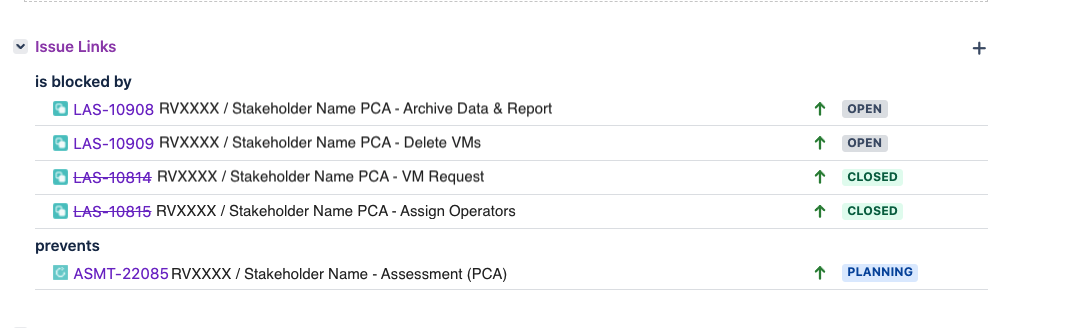 Issue Links
is blocked by
LAS-10908 RVXXXX / Stakeholder Name PCA - Archive Data & Report OPEN
LAS-10909 RVXXXX / Stakeholder Name PCA - Delete VMs OPEN
LAS-10814 RVXXXX / Stakeholder Name PCA - VM Request CLOSED
LAS-10815 RVXXXX / Stakeholder Name PCA - Assign Operators CLOSED
prevents
ASMT-22085 RVXXXX / Stakeholder Name - Assessment (PCA) PLANNING